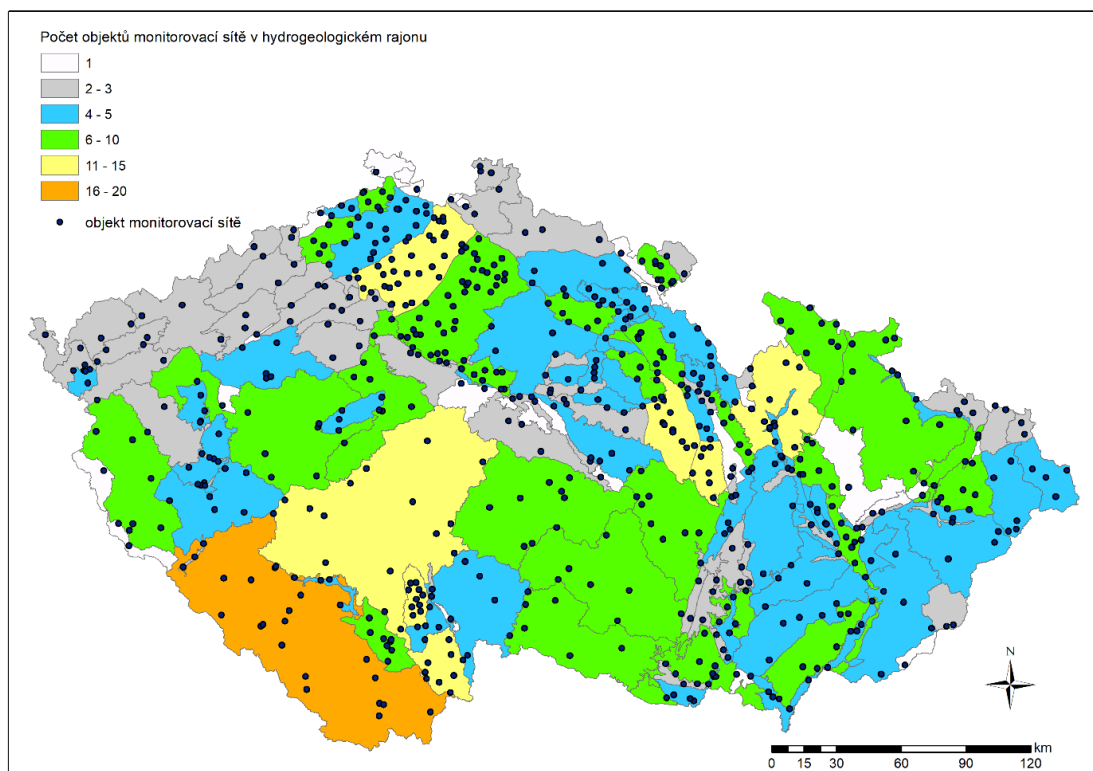 Počet objektů monitorovací sítě v hydrogeologickém rajonu
1
2 - 3
4 - 5
6 - 10
11 - 15
16 - 20
objekt monitorovací sítě
N
km
0 15 30 60 90 120